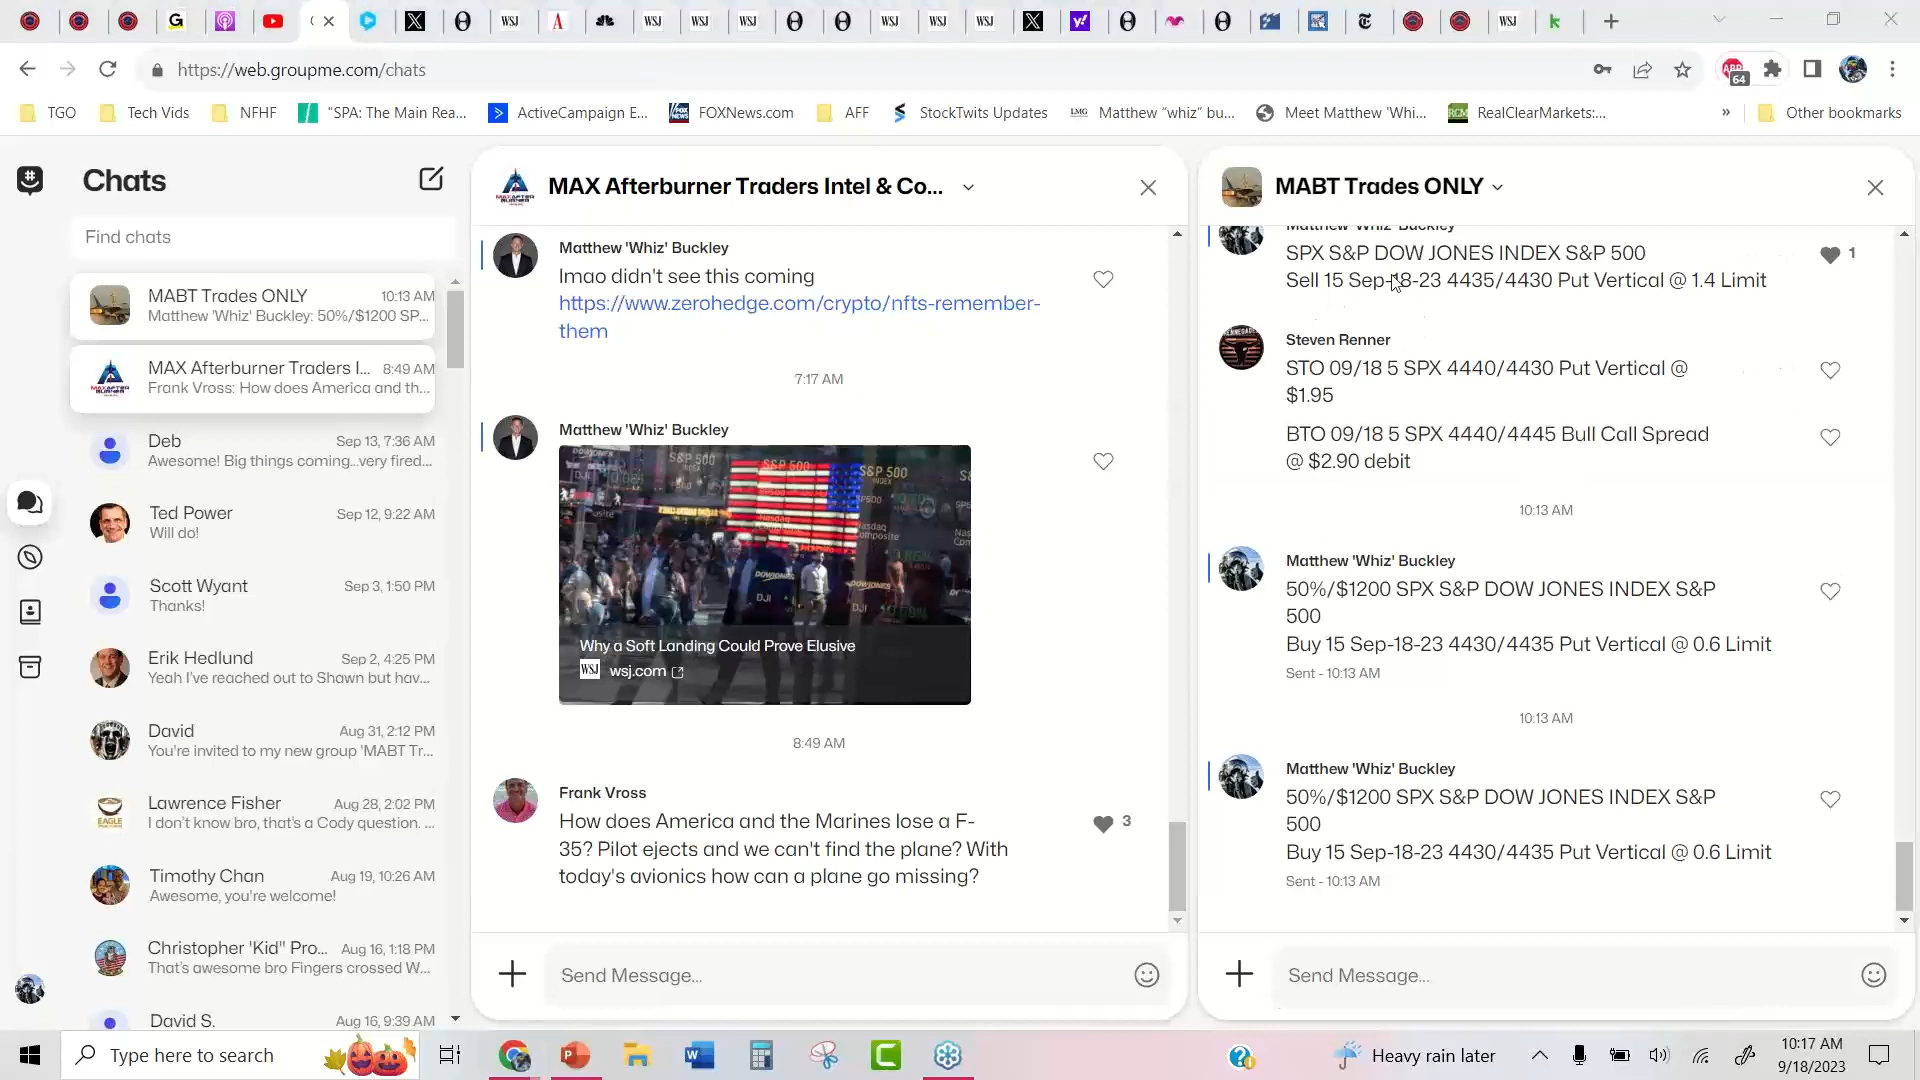 https://web.groupme.com/chats
64
TGO
Tech Vids
NFHF
"SPA: The Main Rea...
ActiveCampaign E...
FOXNews.com
AFF
StockTwits Updates
LMG
Matthew "whiz" bu...
Meet Matthew 'Whi...
RCM
RealClearMarkets:...
»
Other bookmarks
Chats
Find chats
MABT Trades ONLY 10:13 AM
Matthew 'Whiz' Buckley: 50%/$1200 SP...
MAX Afterburner Traders I... 8:49 AM
Frank Vross: How does America and th...
Deb Sep 13, 7:36 AM
Awesome! Big things coming...very fired...
Ted Power Sep 12, 9:22 AM
Will do!
Scott Wyant Sep 3, 1:50 PM
Thanks!
Erik Hedlund Sep 2, 4:25 PM
Yeah I've reached out to Shawn but hav...
David Aug 31, 2:12 PM
You're invited to my new group 'MABT Tr...
Lawrence Fisher Aug 28, 2:02 PM
I don't know bro, that's a Cody question. ...
Timothy Chan Aug 19, 10:26 AM
Awesome, you're welcome!
Christopher 'Kid" Pro... Aug 16, 1:18 PM
That's awesome bro Fingers crossed W...
David S. Aug 16, 9:39 AM
MAX Afterburner Traders Intel & Co...
Matthew 'Whiz' Buckley
lmao didn't see this coming
https://www.zerohedge.com/crypto/nfts-remember-
them
7:17 AM
Matthew 'Whiz' Buckley
S&P 500
Why a Soft Landing Could Prove Elusive
WSJ wsj.com
8:49 AM
Frank Vross
How does America and the Marines lose a F-
35? Pilot ejects and we can't find the plane? With
today's avionics how can a plane go missing?
3
Send Message...
MABT Trades ONLY
Matthew 'Whiz' Buckley
SPX S&P DOW JONES INDEX S&P 500
Sell 15 Sep-18-23 4435/4430 Put Vertical @ 1.4 Limit
1
Steven Renner
STO 09/18 5 SPX 4440/4430 Put Vertical @
$1.95
BTO 09/18 5 SPX 4440/4445 Bull Call Spread
@ $2.90 debit
10:13 AM
Matthew 'Whiz' Buckley
50%/$1200 SPX S&P DOW JONES INDEX S&P
500
Buy 15 Sep-18-23 4430/4435 Put Vertical @ 0.6 Limit
Sent - 10:13 AM
10:13 AM
Matthew 'Whiz' Buckley
50%/$1200 SPX S&P DOW JONES INDEX S&P
500
Buy 15 Sep-18-23 4430/4435 Put Vertical @ 0.6 Limit
Sent - 10:13 AM
Send Message...
Type here to search
Heavy rain later
10:17 AM
9/18/2023